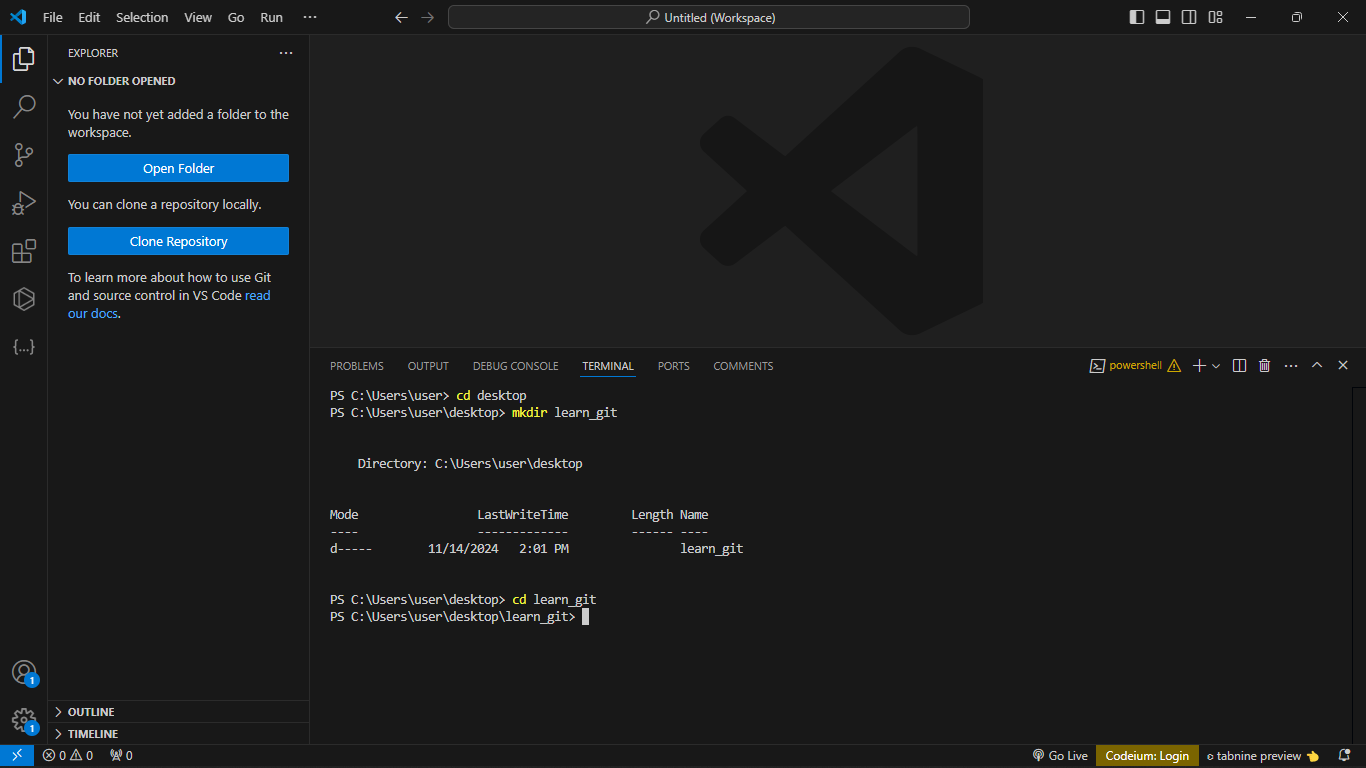 File Edit Selection View Go Run ···
Untitled (Workspace)
EXPLORER
NO FOLDER OPENED
You have not yet added a folder to the
workspace.
Open Folder
You can clone a repository locally.
Clone Repository
To learn more about how to use Git
and source control in VS Code read
our docs.
PROBLEMS OUTPUT DEBUG CONSOLE TERMINAL PORTS COMMENTS
powershell
PS C:\Users\user> cd desktop
PS C:\Users\user\desktop> mkdir learn_git
Directory: C:\Users\user\desktop
Mode LastWriteTime Length Name
---- ------------- ------ ----
d----- 11/14/2024 2:01 PM learn_git
PS C:\Users\user\desktop> cd learn_git
PS C:\Users\user\desktop\learn_git>
1
1
OUTLINE
TIMELINE
0 0 0
Go Live Codeium: Login tabnine preview